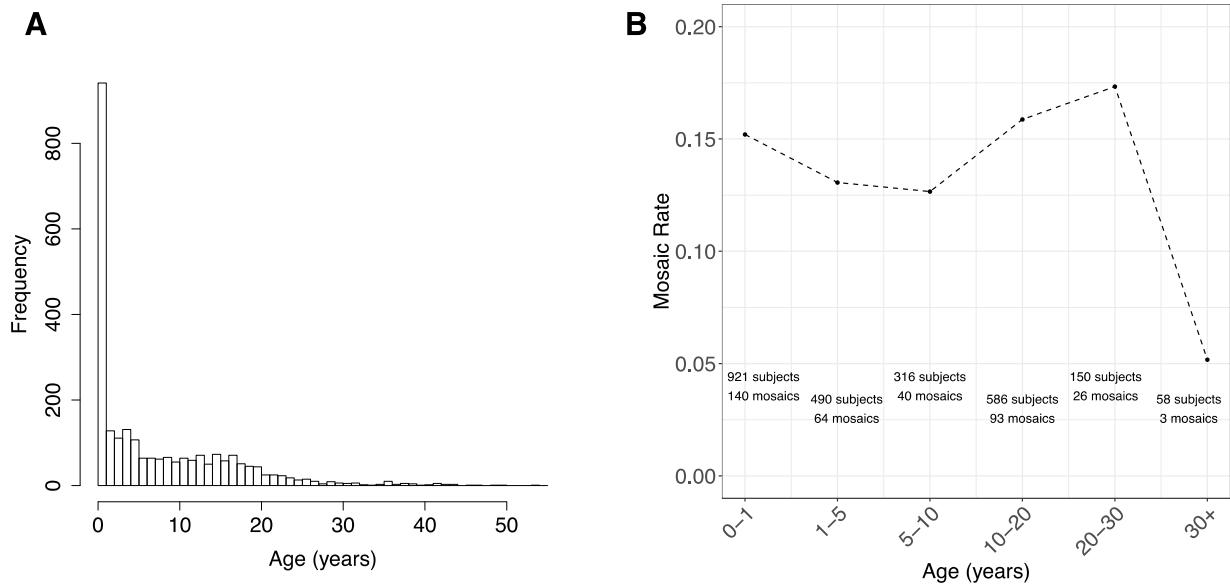 A
Frequency
800
600
400
200
0
0 10 20 30 40 50
Age (years)
B
Mosaic Rate
0.20
0.15
0.10
0.05
0.00
921 subjects
140 mosaics
490 subjects
64 mosaics
316 subjects
40 mosaics
586 subjects
93 mosaics
150 subjects
26 mosaics
58 subjects
3 mosaics
0−1 1−5 5−10 10−20 20−30 30+
Age (years)